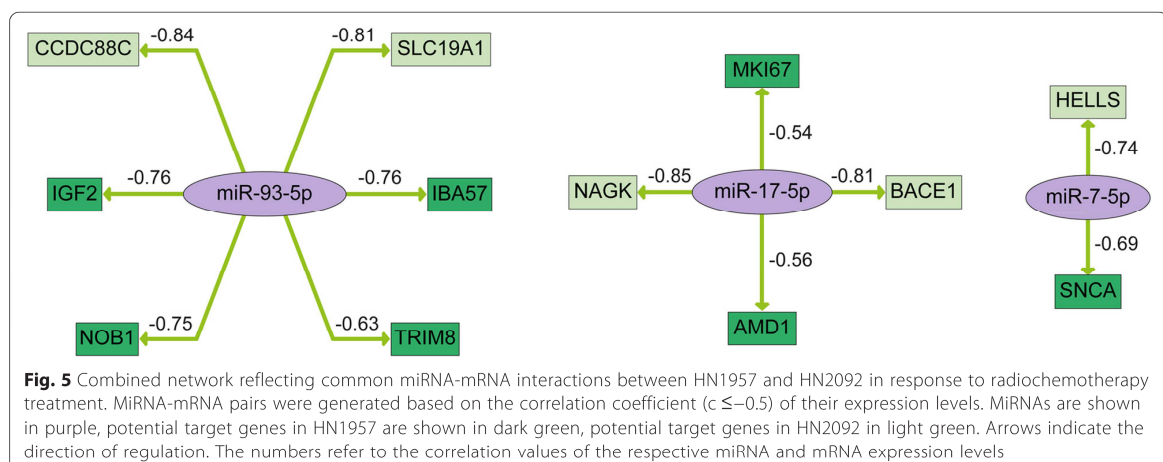 -0.84
-0.81
CCDC88C
SLC19A1
MKI67
HELLS
-0.54
-0.74
-0.76
-0.76
-0.85
-0.81
IGF2
miR-93-5p
IBA57
NAGK
miR-17-5p
BACE1
miR-7-5p
-0.56
-0.69
-0.75
-0.63
SNCA
NOB1
TRIM8
AMD1
Fig. 5 Combined network reflecting common miRNA-mRNA interactions between HN1957 and HN2092 in response to radiochemotherapy
treatment. MiRNA-mRNA pairs were generated based on the correlation coefficient (c ≤−0.5) of their expression levels. MiRNAs are shown
in purple, potential target genes in HN1957 are shown in dark green, potential target genes in HN2092 in light green. Arrows indicate the
direction of regulation. The numbers refer to the correlation values of the respective miRNA and mRNA expression levels